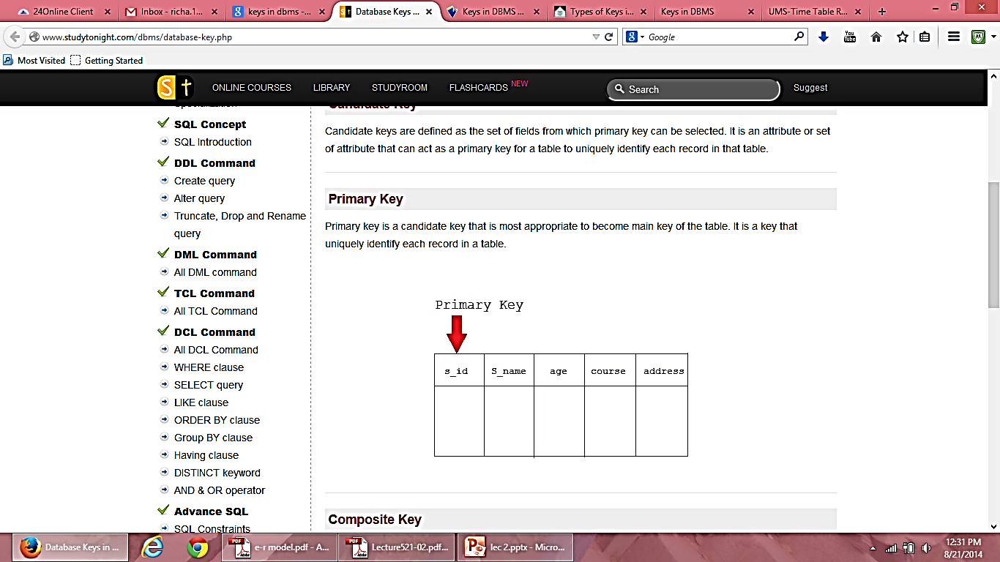 24Online Client
Inbox - richa.1...
keys in dbms -...
Database Keys ...
Keys in DBMS ...
Types of Keys i...
Keys in DBMS
UMS-Time Table R...
www.studytonight.com/dbms/database-key.php
Google
You
Tube
Most Visited
Getting Started
St
ONLINE COURSES
LIBRARY
STUDYROOM
FLASHCARDS NEW
Search
Suggest
Specialization
SQL Concept
SQL Introduction
DDL Command
Create query
Alter query
Truncate, Drop and Rename
query
DML Command
All DML command
TCL Command
All TCL Command
DCL Command
All DCL Command
WHERE clause
SELECT query
LIKE clause
ORDER BY clause
Group BY clause
Having clause
DISTINCT keyword
AND & OR operator
Advance SQL
SQL Constraints
Candidate Key
Candidate keys are defined as the set of fields from which primary key can be selected. It is an attribute or set
of attribute that can act as a primary key for a table to uniquely identify each record in that table.
Primary Key
Primary key is a candidate key that is most appropriate to become main key of the table. It is a key that
uniquely identify each record in a table.
Primary Key
s_id S_name age course address
Composite Key
Database Keys in ...
e-r model.pdf - A...
Lecture521-02.pdf...
lec 2.pptx - Micro...
12:31 PM
8/21/2014